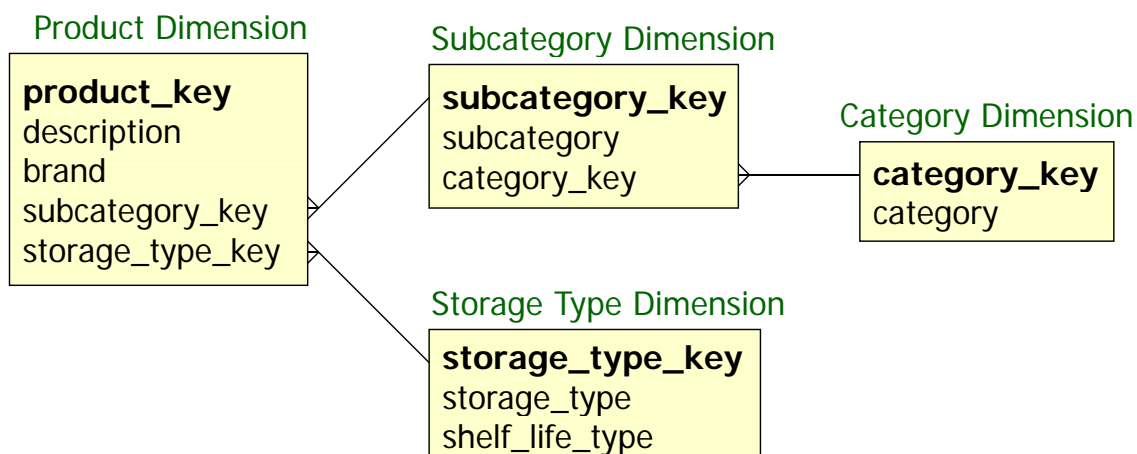 Product Dimension
product_key
description
brand
subcategory_key
storage_type_key
Subcategory Dimension
subcategory_key
subcategory
category_key
Category Dimension
category_key
category
Storage Type Dimension
storage_type_key
storage_type
shelf_life_type